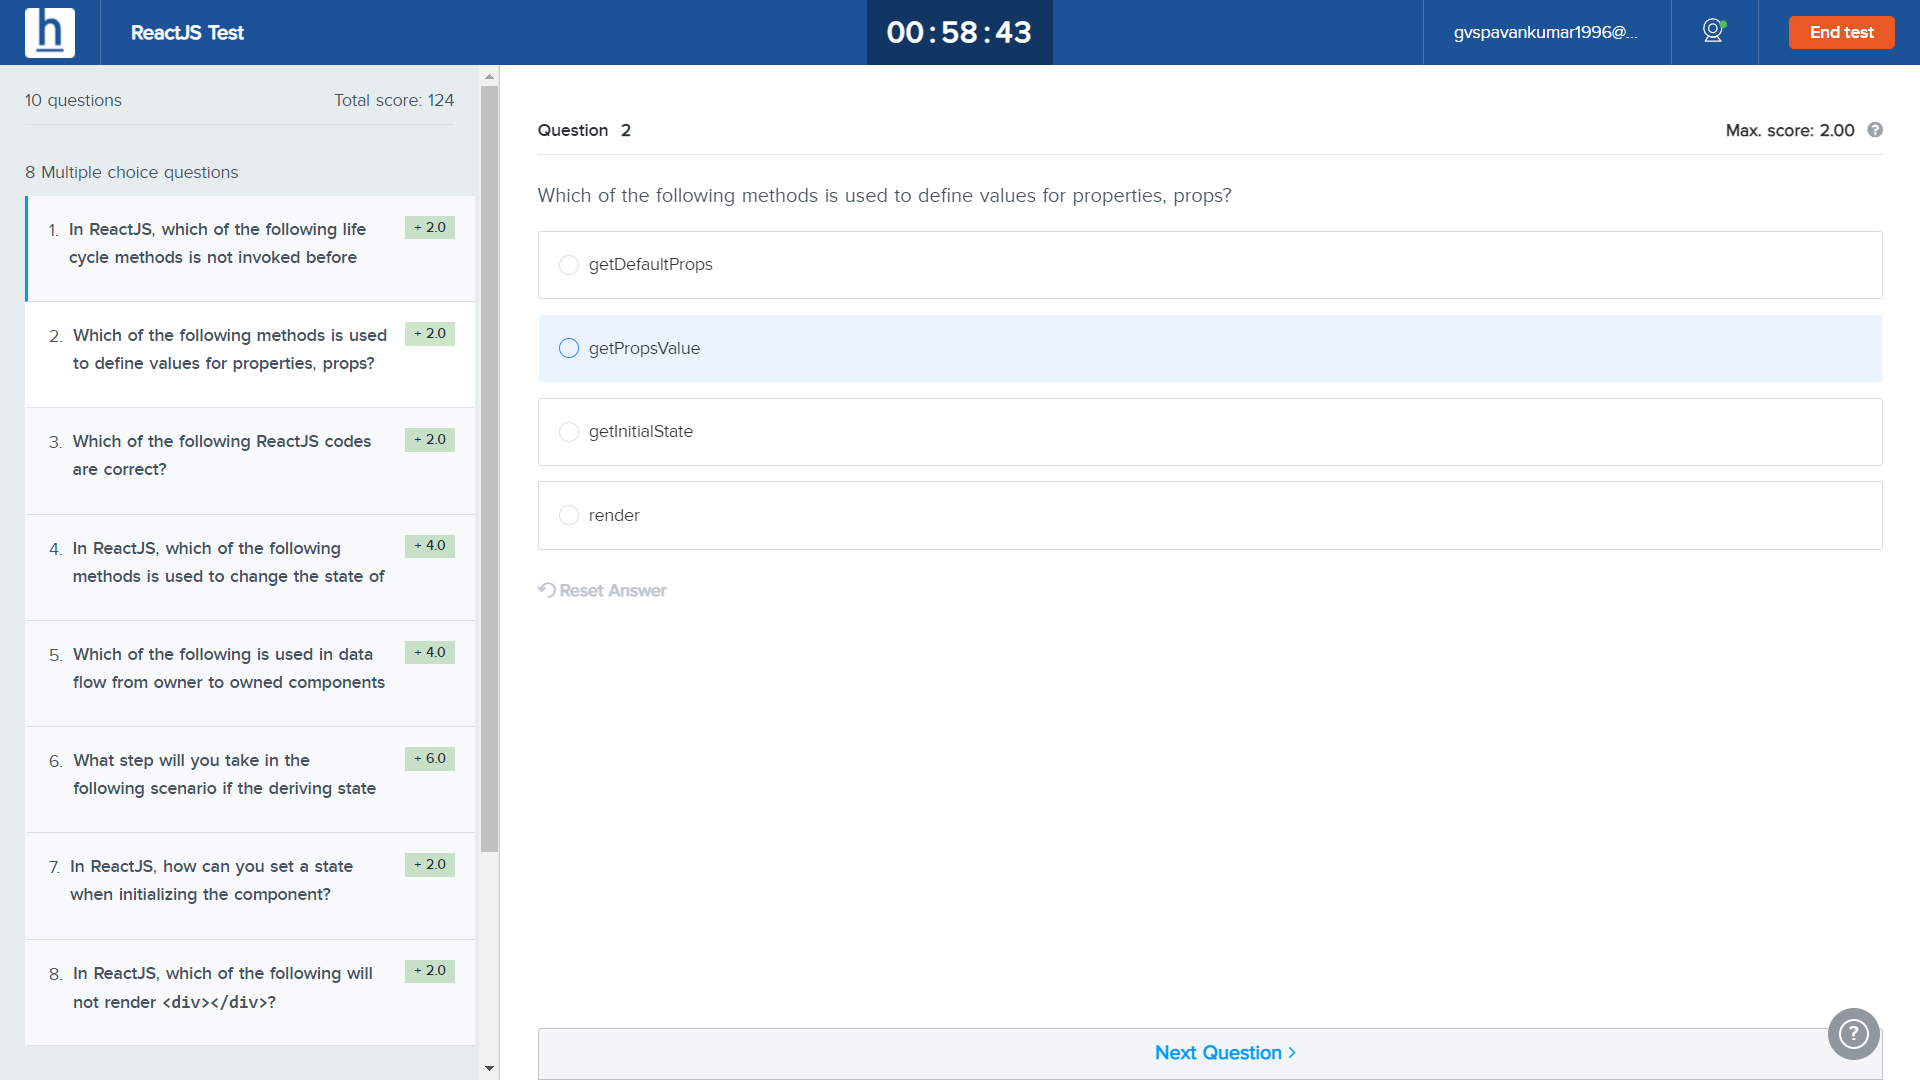 h
ReactJS Test
00:58:43
gvspavankumar1996@...
End test
10 questions
Total score: 124
8 Multiple choice questions
1. In ReactJS, which of the following life
cycle methods is not invoked before
+ 2.0
2. Which of the following methods is used
to define values for properties, props?
+ 2.0
3. Which of the following ReactJS codes
are correct?
+ 2.0
4. In ReactJS, which of the following
methods is used to change the state of
+ 4.0
5. Which of the following is used in data
flow from owner to owned components
+ 4.0
6. What step will you take in the
following scenario if the deriving state
+ 6.0
7. In ReactJS, how can you set a state
when initializing the component?
+ 2.0
8. In ReactJS, which of the following will
not render <div></div>?
+ 2.0
Question 2
Max. score: 2.00 ?
Which of the following methods is used to define values for properties, props?
getDefaultProps
getPropsValue
getInitialState
render
Reset Answer
Next Question >
?